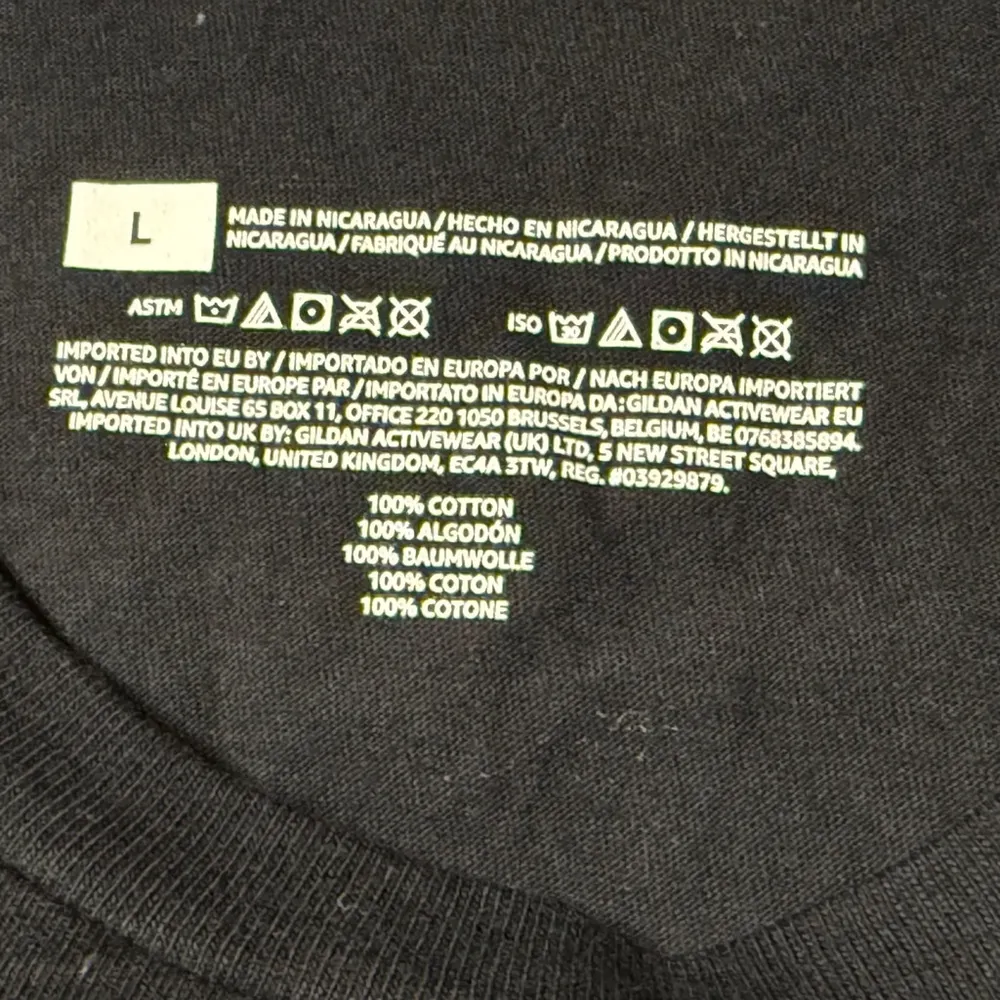 L
MADE IN NICARAGUA / HECHO EN NICARAGUA / HERGESTELLT IN
NICARAGUA / FABRIQUÉ AU NICARAGUA / PRODOTTO IN NICARAGUA
ASTM
ISO 30
IMPORTED INTO EU BY / IMPORTADO EN EUROPA POR / NACH EUROPA IMPORTIERT
VON / IMPORTÉ EN EUROPE PAR / IMPORTATO IN EUROPA DA: GILDAN ACTIVEWEAR EU
SRL, AVENUE LOUISE 65 BOX 11, OFFICE 220 1050 BRUSSELS, BELGIUM, BE 0768385894.
IMPORTED INTO UK BY: GILDAN ACTIVEWEAR (UK) LTD, 5 NEW STREET SQUARE,
LONDON, UNITED KINGDOM, EC4A 3TW, REG. #03929879.
100% COTTON
100% ALGODÓN
100% BAUMWOLLE
100% COTON
100% COTONE